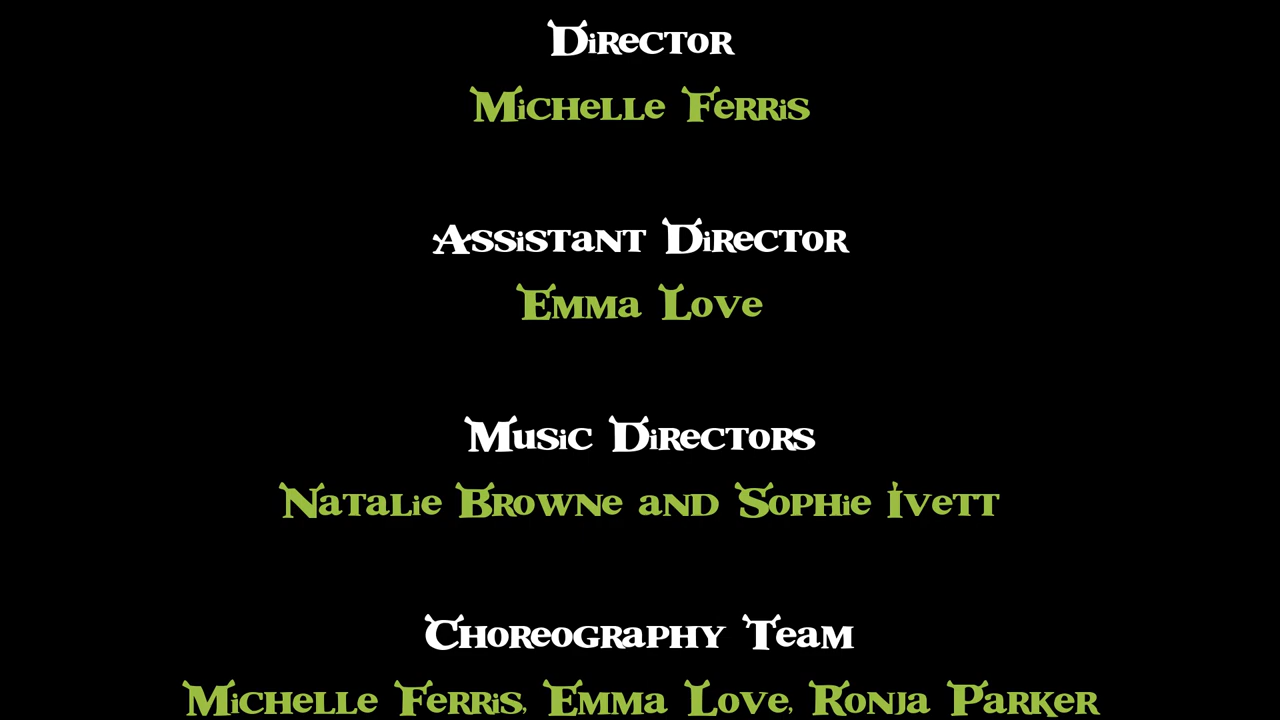 Director
Michelle Ferris
Assistant Director
Emma Love
Music Directors
Natalie Browne and Sophie Ivett
Choreography Team
Michelle Ferris, Emma Love, Ronja Parker